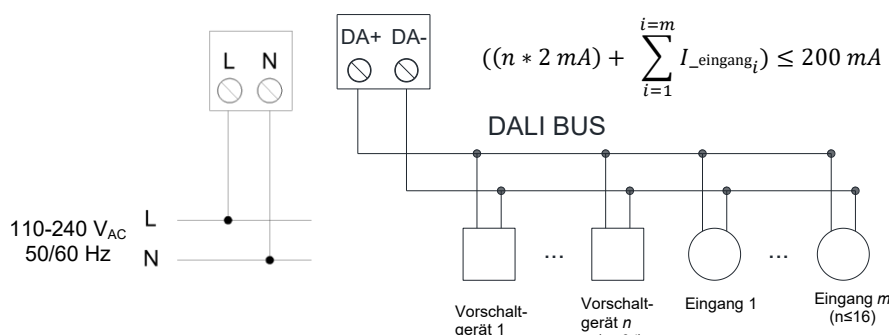 L N
DA+ DA-
((n * 2 mA) + ∑_{i=1}^{i=m} I_eingang_i) ≤ 200 mA
DALI BUS
110-240 V_AC
50/60 Hz
L
N
... ...
Vorschalt-
gerät 1
Vorschalt-
gerät n
Eingang 1
Eingang m
(n≤16)